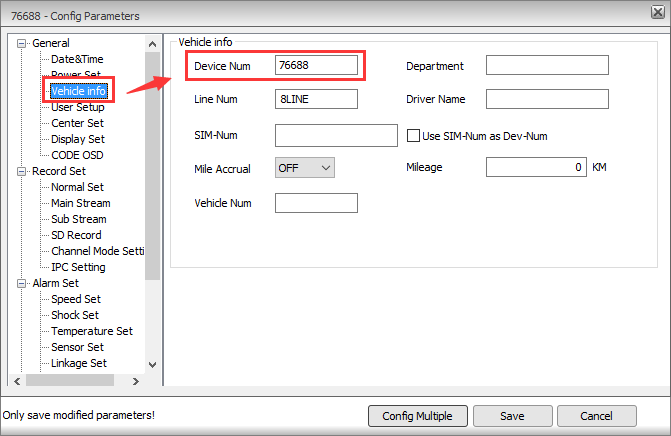 76688 - Config Parameters
General
Date&Time
Power Set
Vehicle info
User Setup
Center Set
Display Set
CODE OSD
Record Set
Normal Set
Main Stream
Sub Stream
SD Record
Channel Mode Setti
IPC Setting
Alarm Set
Speed Set
Shock Set
Temperature Set
Sensor Set
Linkage Set
Vehicle info
Device Num 76688 Department
Line Num 8LINE Driver Name
SIM-Num Use SIM-Num as Dev-Num
Mile Accrual OFF Mileage 0 KM
Vehicle Num
Only save modified parameters! Config Multiple Save Cancel